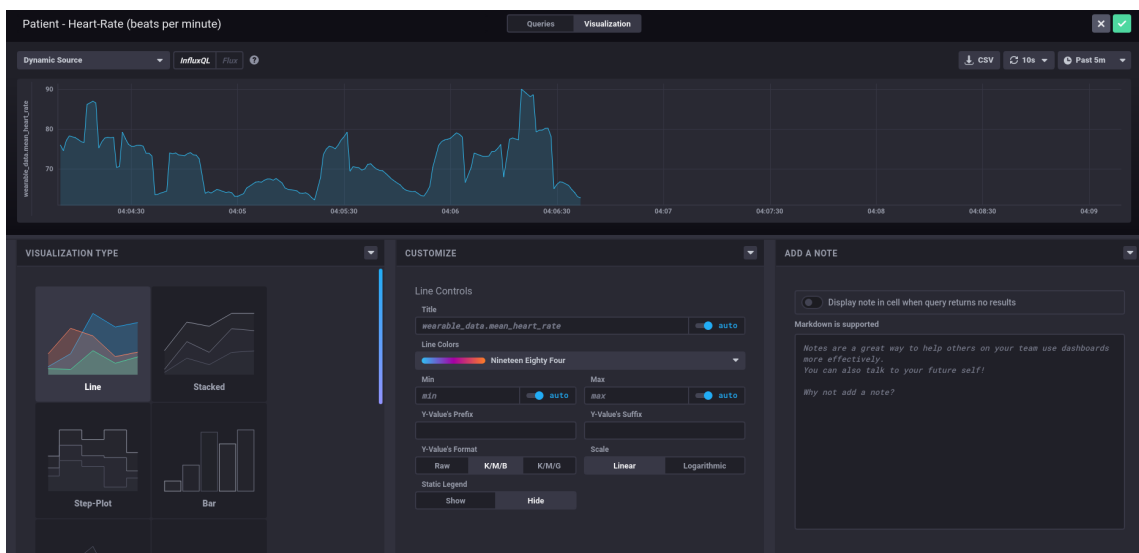 Patient - Heart-Rate (beats per minute)
Queries
Visualization
Dynamic Source
InfluxQL
Flux
CSV
10s
Past 5m
wearable_data.mean_heart_rate
90
80
70
04:04:30
04:05
04:05:30
04:06
04:06:30
04:07
04:07:30
04:08
04:08:30
04:09
VISUALIZATION TYPE
Line
Stacked
Step-Plot
Bar
CUSTOMIZE
Line Controls
Title
wearable_data.mean_heart_rate
auto
Line Colors
Nineteen Eighty Four
Min
Max
min
auto
max
auto
Y-Value's Prefix
Y-Value's Suffix
Y-Value's Format
Scale
Raw
K/M/B
K/M/G
Linear
Logarithmic
Static Legend
Show
Hide
ADD A NOTE
Display note in cell when query returns no results
Markdown is supported
Notes are a great way to help others on your team use dashboards
more effectively.
You can also talk to your future self!
Why not add a note?